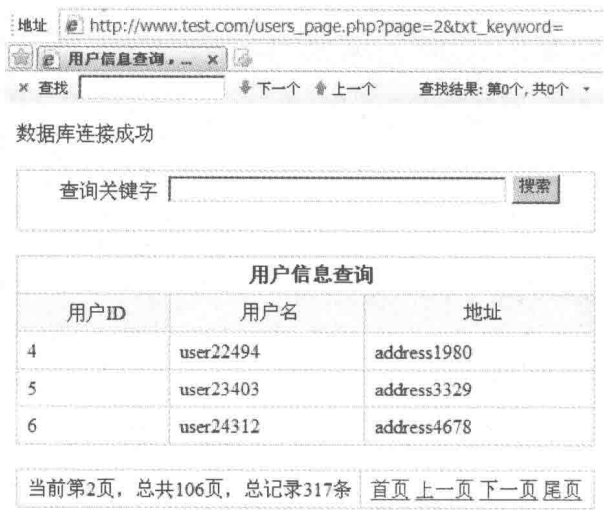 地址 http://www.test.com/users_page.php?page=2&txt_keyword=
用户信息查询，... ×
× 查找 下一个 上一个 查找结果: 第0个, 共0个
数据库连接成功
查询关键字 搜索
用户信息查询
用户ID 用户名 地址
4 user22494 address1980
5 user23403 address3329
6 user24312 address4678
当前第2页，总共106页，总记录317条 首页 上一页 下一页 尾页